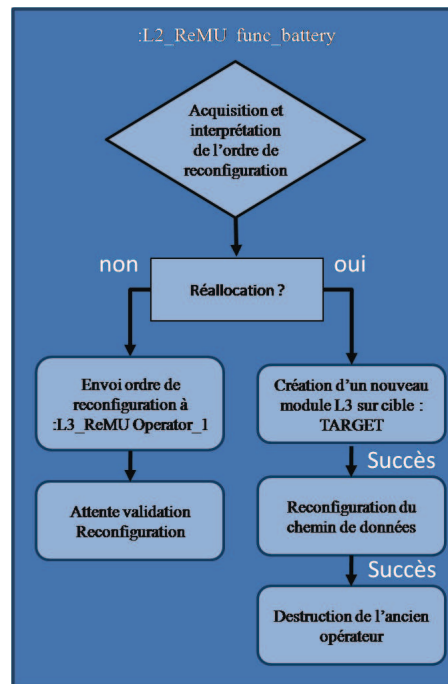 :L2_ReMU func_battery
Acquisition et
interprétation
de l'ordre de
reconfiguration
non
oui
Réallocation ?
Envoi ordre de
reconfiguration à
:L3_ReMU Operator_1
Création d'un nouveau
module L3 sur cible :
TARGET
Succès
Attente validation
Reconfiguration
Reconfiguration du
chemin de données
Succès
Destruction de l'ancien
opérateur